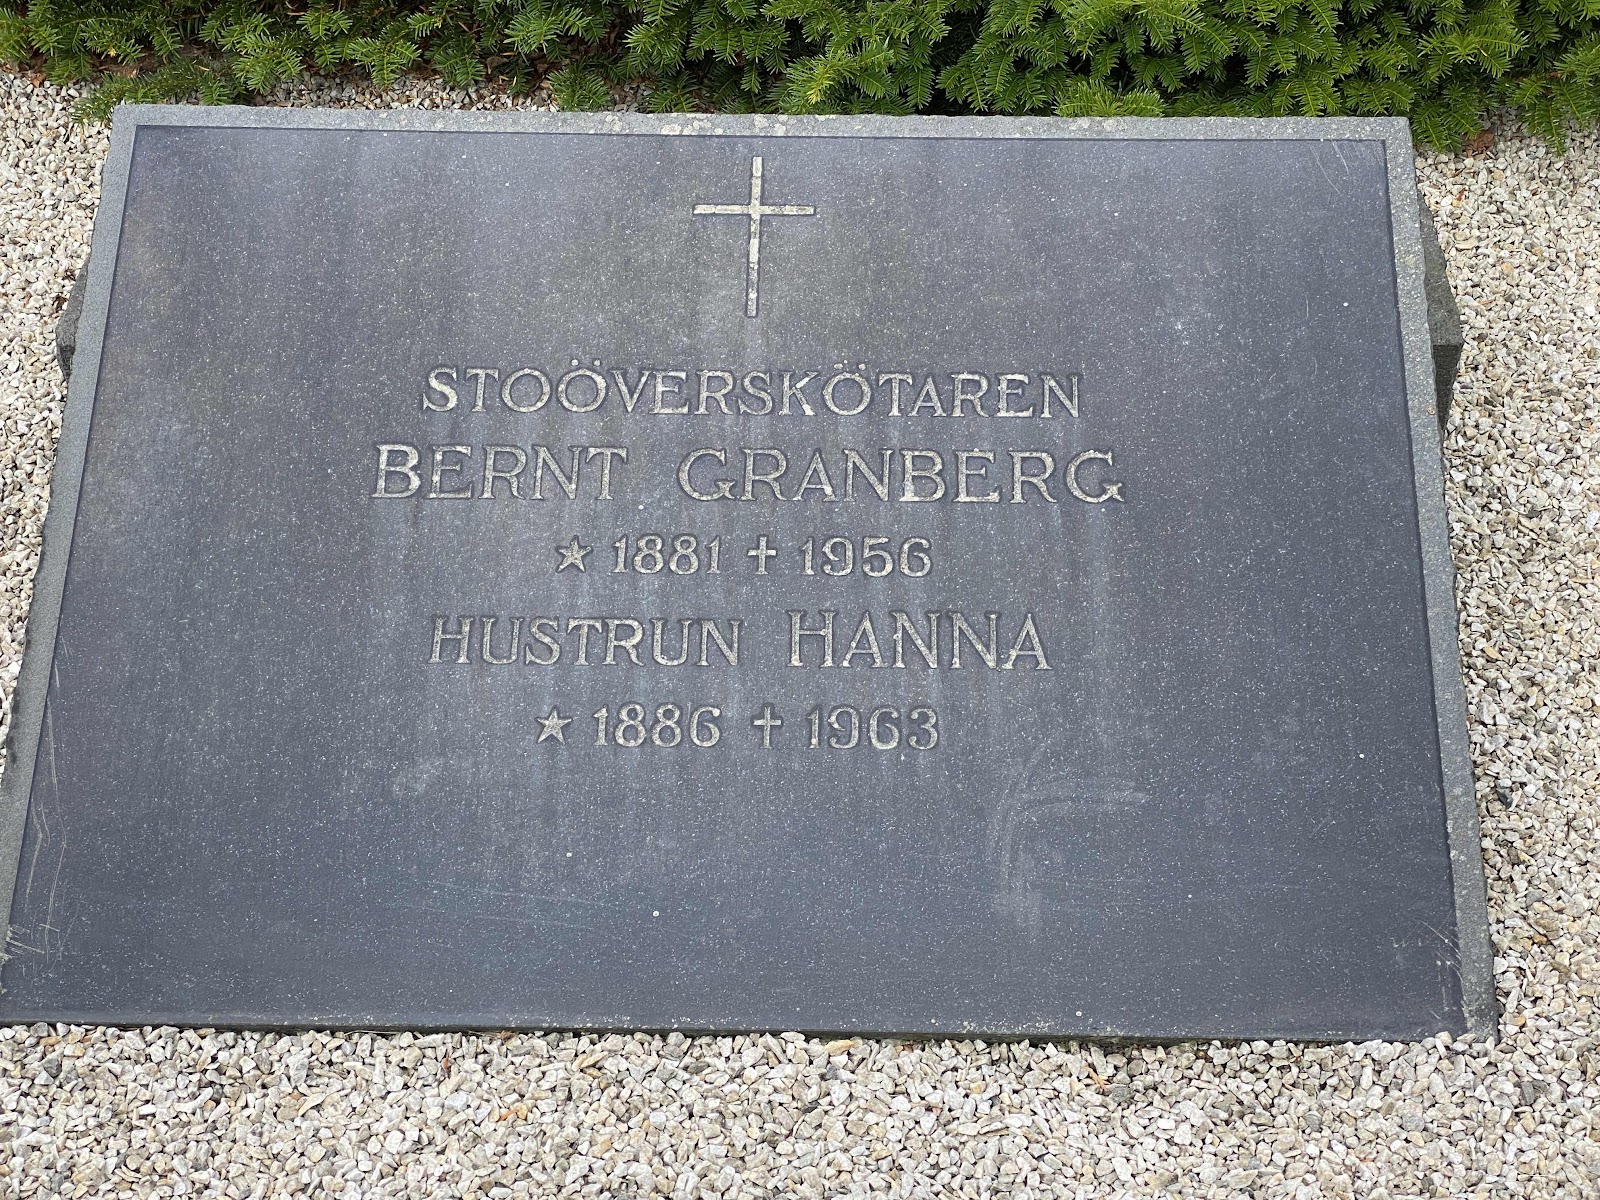 STOÖVERSKÖTAREN
BERNT GRANBERG
★ 1881 ✝ 1956
HUSTRUN HANNA
★ 1886 ✝ 1963